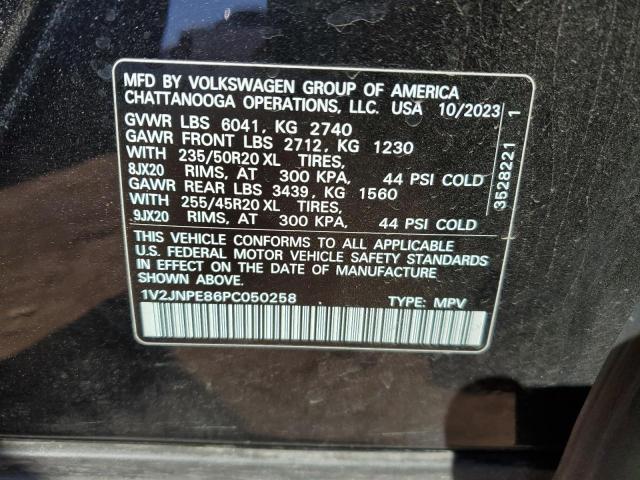 MFD BY VOLKSWAGEN GROUP OF AMERICA
CHATTANOOGA OPERATIONS, LLC. USA 10/2023
GVWR LBS 6041, KG 2740
GAWR FRONT LBS 2712, KG 1230
WITH 235/50R20 XL TIRES,
8JX20 RIMS, AT 300 KPA, 44 PSI COLD
GAWR REAR LBS 3439, KG 1560
WITH 255/45R20 XL TIRES,
9JX20 RIMS, AT 300 KPA, 44 PSI COLD
THIS VEHICLE CONFORMS TO ALL APPLICABLE
U.S. FEDERAL MOTOR VEHICLE SAFETY STANDARDS
IN EFFECT ON THE DATE OF MANUFACTURE
SHOWN ABOVE.
1V2JNPE86PC050258 TYPE: MPV
3528221 1